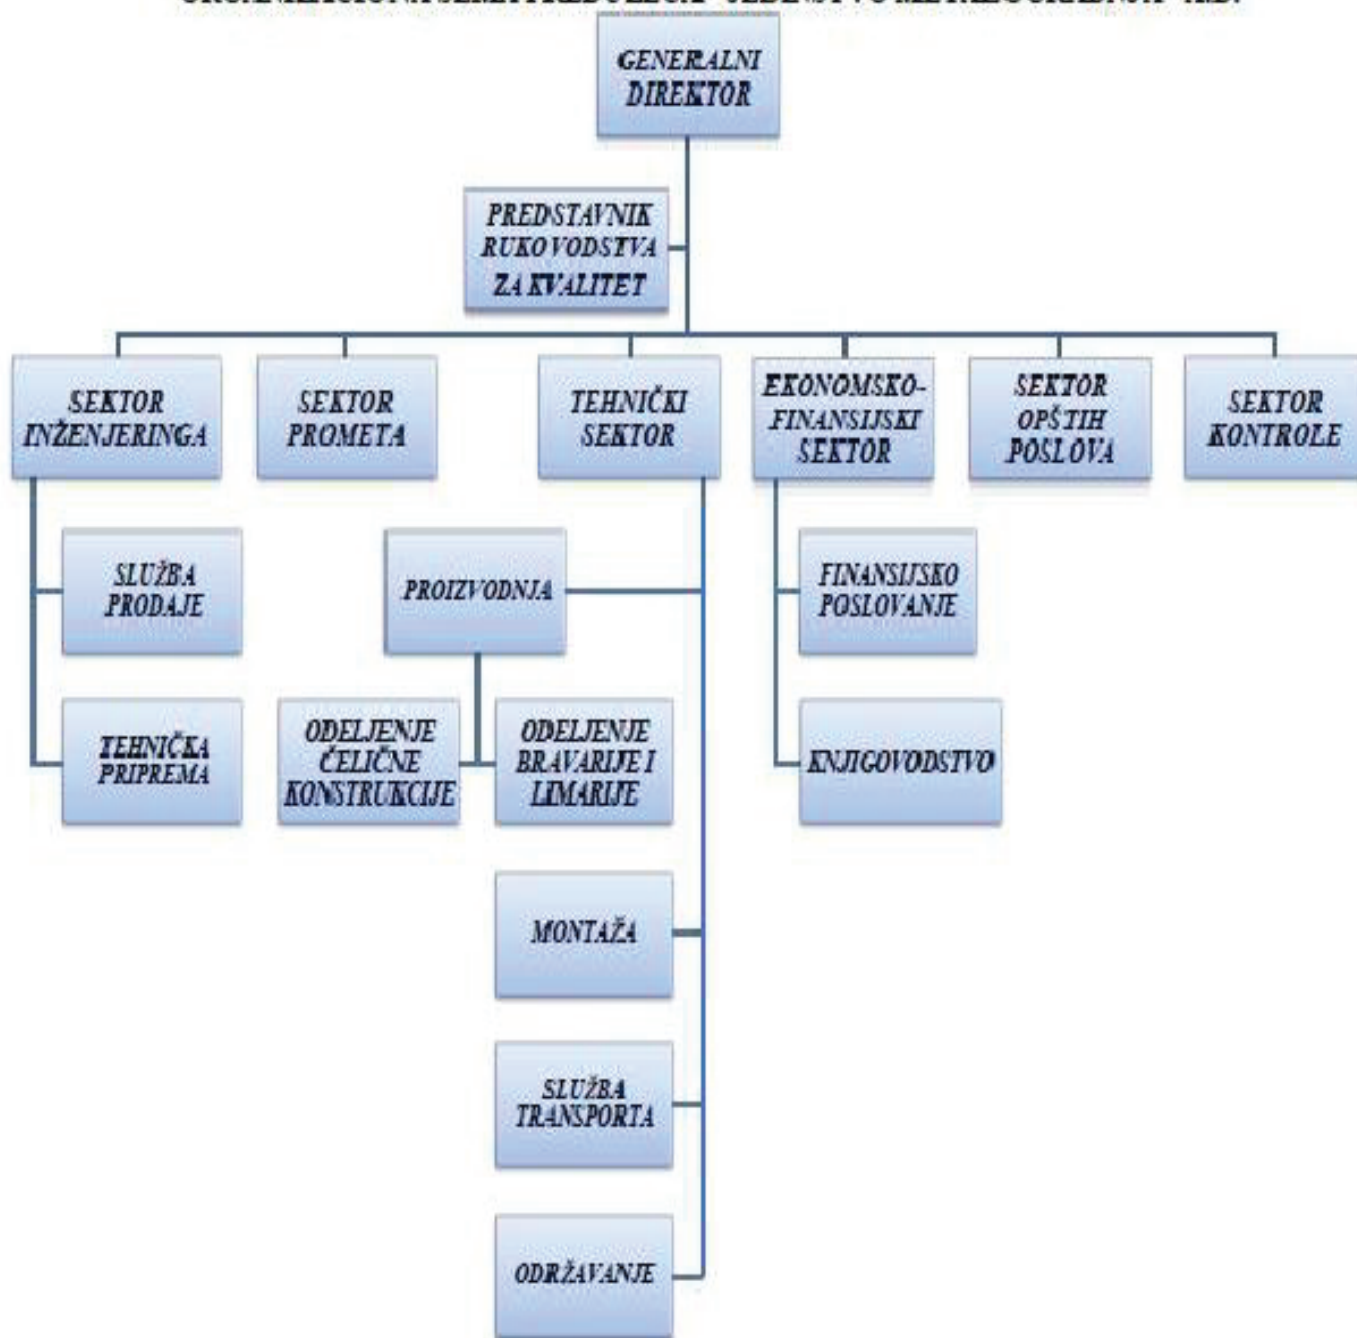 GENERALNI
DIREKTOR
PREDSTAVNIK
RUKOVODSTVA
ZA KVALITET
SEKTOR
INŽENJERINGA
SEKTOR
PROMETA
TEHNIČKI
SEKTOR
EKONOMSKO-
FINANSIJSKI
SEKTOR
SEKTOR
OPŠTIH
POSLOVA
SEKTOR
KONTROLE
SLUŽBA
PRODAJE
PROIZVODNJA
FINANSIJSKO
POSLOVANJE
TEHNIČKA
PRIPREMA
ODELJENJE
ČELIČNE
KONSTRUKCIJE
ODELJENJE
BRAVARIJE I
LIMARIJE
KNJIGOVODSTVO
MONTAŽA
SLUŽBA
TRANSPORTA
ODRŽAVANJE